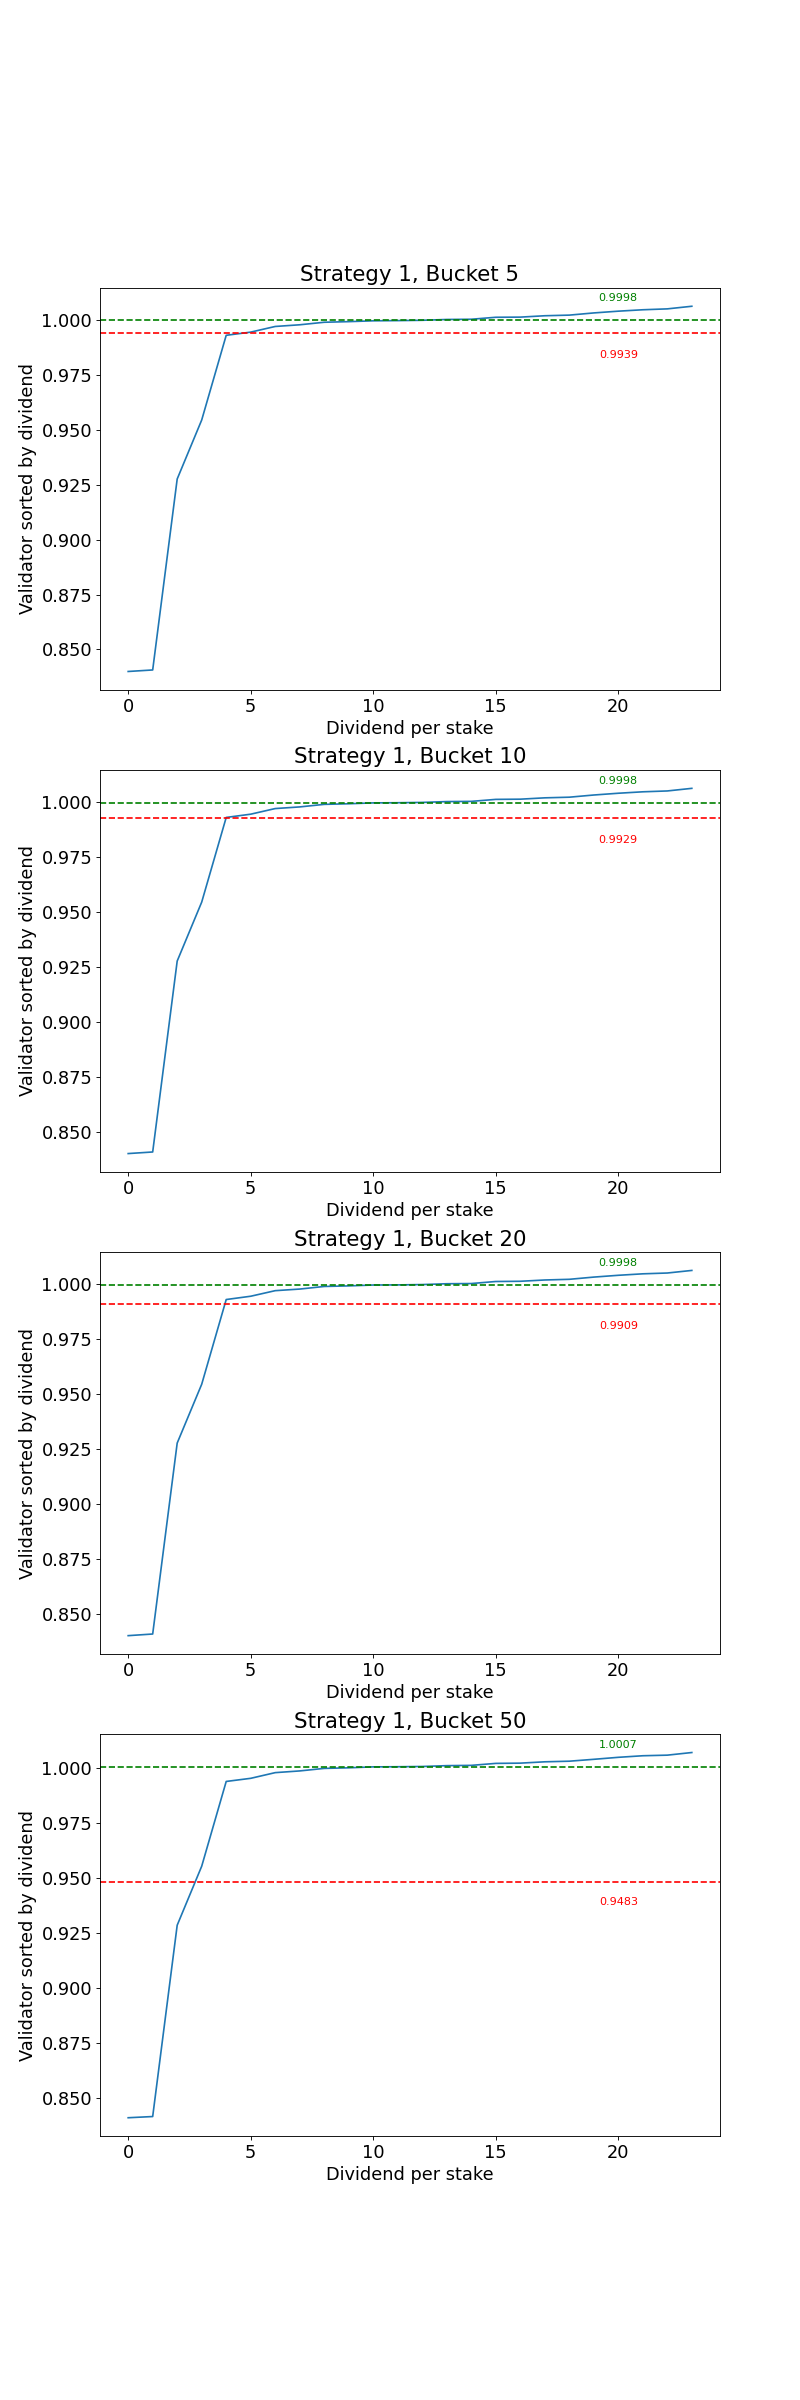 Strategy 1, Bucket 5
0.9998
1.000
0.9939
0.975
0.950
0.925
0.900
0.875
0.850
Validator sorted by dividend
0 5 10 15 20
Dividend per stake
Strategy 1, Bucket 10
0.9998
1.000
0.9929
0.975
0.950
0.925
0.900
0.875
0.850
Validator sorted by dividend
0 5 10 15 20
Dividend per stake
Strategy 1, Bucket 20
0.9998
1.000
0.9909
0.975
0.950
0.925
0.900
0.875
0.850
Validator sorted by dividend
0 5 10 15 20
Dividend per stake
Strategy 1, Bucket 50
1.0007
1.000
0.975
0.950
0.9483
0.925
0.900
0.875
0.850
Validator sorted by dividend
0 5 10 15 20
Dividend per stake